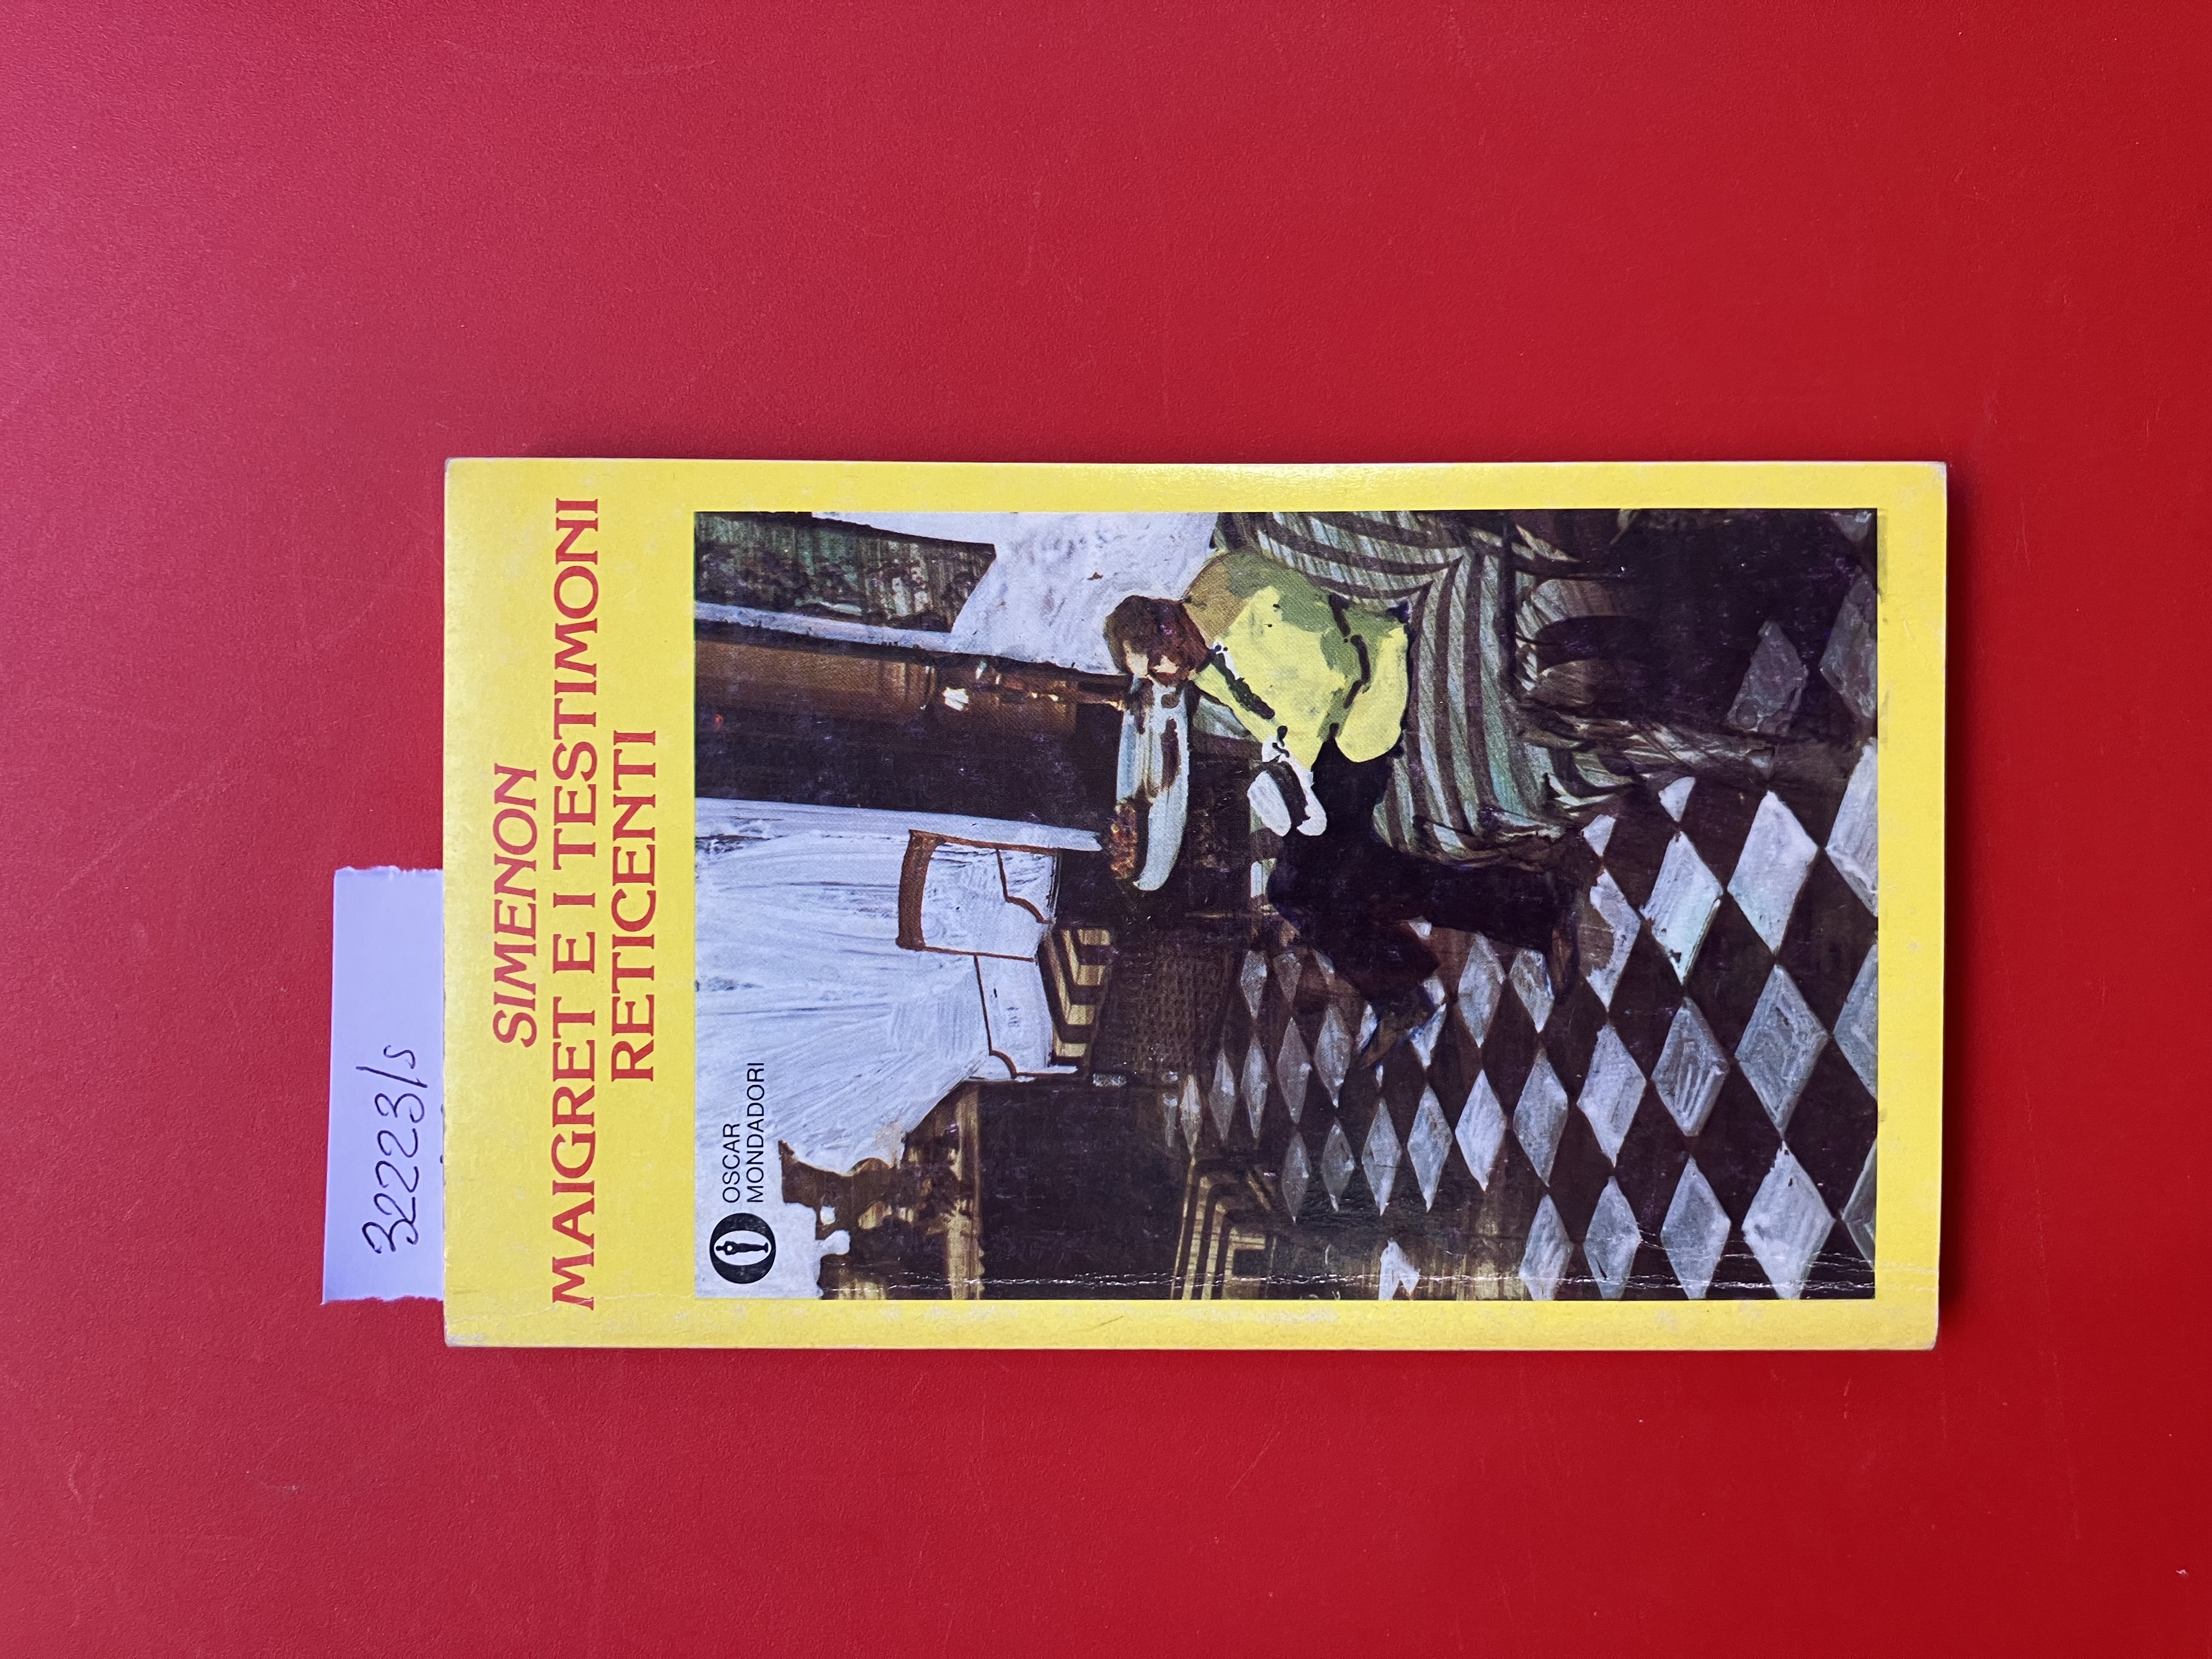 32223/s
SIMENON
MAIGRET E I TESTIMONI
RETICENTI
OSCAR
MONDADORI